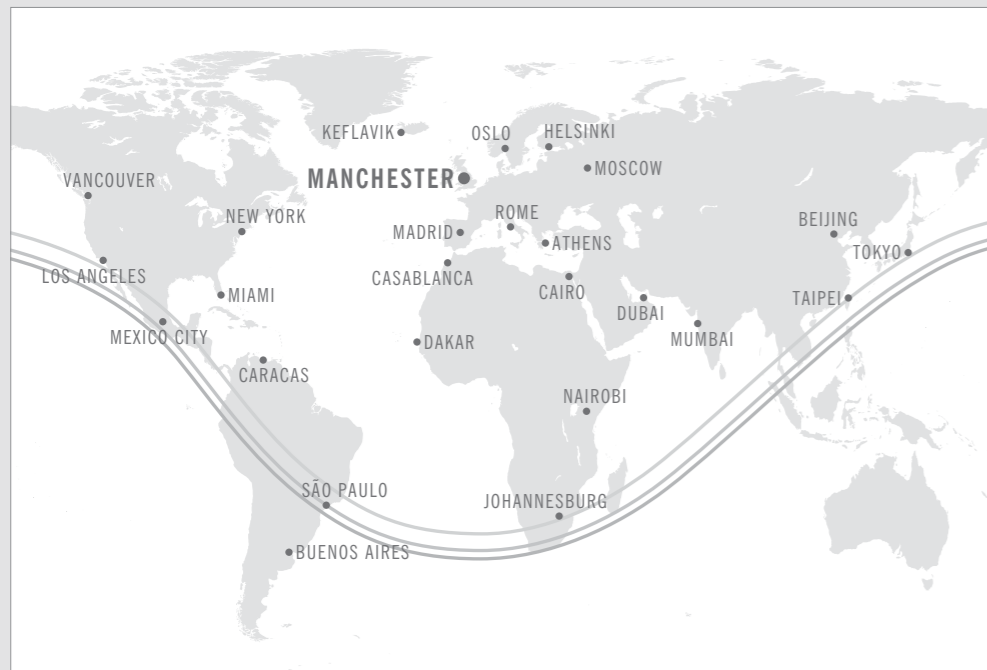 KEFLAVIK
OSLO
HELSINKI
MOSCOW
MANCHESTER
VANCOUVER
NEW YORK
ROME
BEIJING
MADRID
ATHENS
TOKYO
LOS ANGELES
CASABLANCA
CAIRO
MIAMI
TAIPEI
DUBAI
MEXICO CITY
MUMBAI
DAKAR
CARACAS
NAIROBI
SÃO PAULO
JOHANNESBURG
BUENOS AIRES